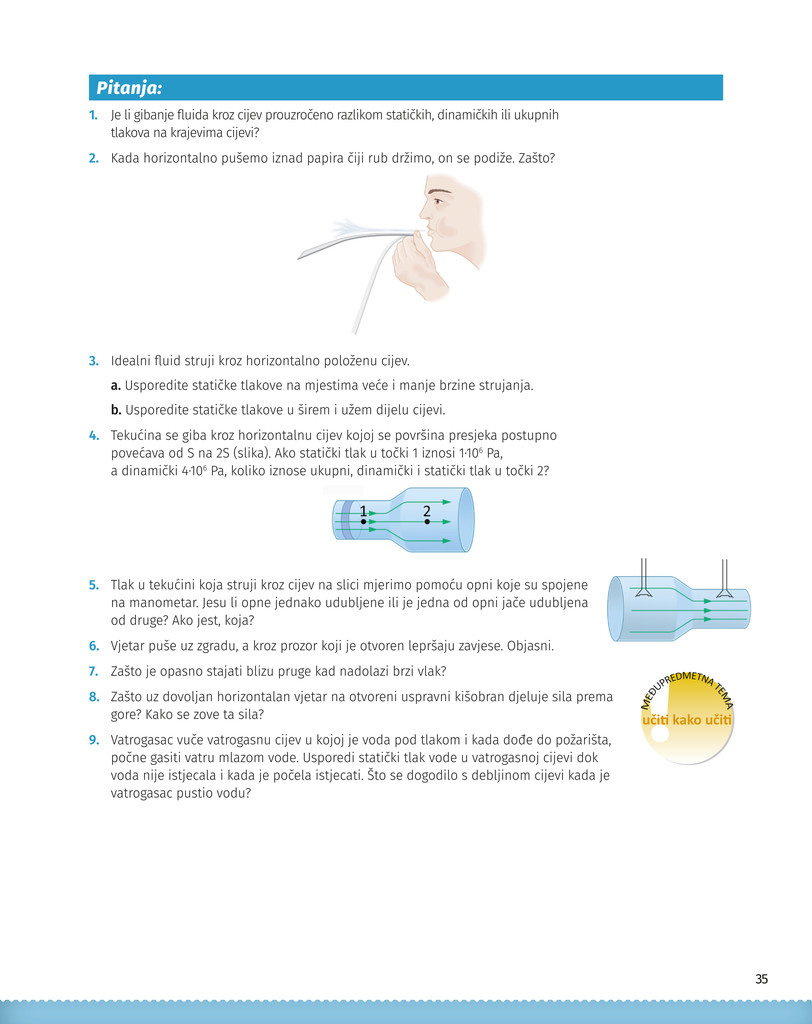 Pitanja:
1. Je li gibanje fluida kroz cijev prouzročeno razlikom statičkih, dinamičkih ili ukupnih
tlakova na krajevima cijevi?
2. Kada horizontalno pušemo iznad papira čiji rub držimo, on se podiže. Zašto?
3. Idealni fluid struji kroz horizontalno položenu cijev.
a. Usporedite statičke tlakove na mjestima veće i manje brzine strujanja.
b. Usporedite statičke tlakove u širem i užem dijelu cijevi.
4. Tekućina se giba kroz horizontalnu cijev kojoj se površina presjeka postupno
povećava od S na 2S (slika). Ako statički tlak u točki 1 iznosi 1·10⁶ Pa,
a dinamički 4·10⁶ Pa, koliko iznose ukupni, dinamički i statički tlak u točki 2?
1 2
5. Tlak u tekućini koja struji kroz cijev na slici mjerimo pomoću opni koje su spojene
na manometar. Jesu li opne jednako udubljene ili je jedna od opni jače udubljena
od druge? Ako jest, koja?
6. Vjetar puše uz zgradu, a kroz prozor koji je otvoren lepršaju zavjese. Objasni.
7. Zašto je opasno stajati blizu pruge kad nadolazi brzi vlak?
8. Zašto uz dovoljan horizontalan vjetar na otvoreni uspravni kišobran djeluje sila prema
gore? Kako se zove ta sila?
MEĐUPREDMETNA TEMA
učiti kako učiti
9. Vatrogasac vuče vatrogasnu cijev u kojoj je voda pod tlakom i kada dođe do požarišta,
počne gasiti vatru mlazom vode. Usporedi statički tlak vode u vatrogasnoj cijevi dok
voda nije istjecala i kada je počela istjecati. Što se dogodilo s debljinom cijevi kada je
vatrogasac pustio vodu?
35